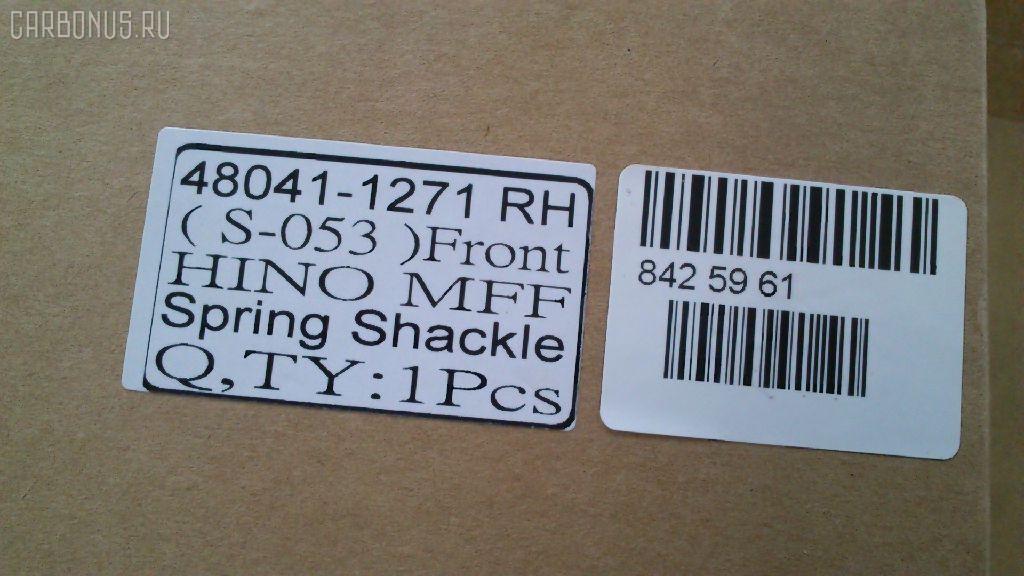 CARBONUS.RU
48041-1271 RH
( S-053 )Front
HINO MFF
Spring Shackle
Q,TY:1Pcs
842 59 61